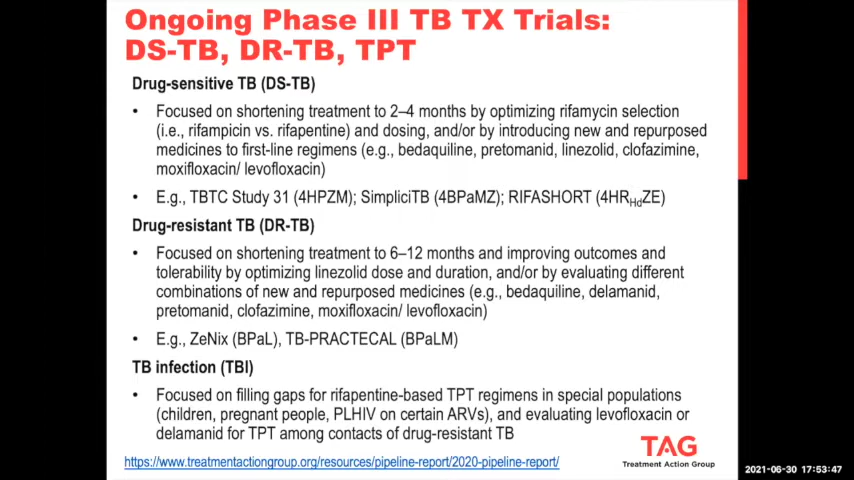 Ongoing Phase III TB TX Trials:
DS-TB, DR-TB, TPT
Drug-sensitive TB (DS-TB)
• Focused on shortening treatment to 2–4 months by optimizing rifamycin selection
(i.e., rifampicin vs. rifapentine) and dosing, and/or by introducing new and repurposed
medicines to first-line regimens (e.g., bedaquiline, pretomanid, linezolid, clofazimine,
moxifloxacin/ levofloxacin)
• E.g., TBTC Study 31 (4HPZM); SimpliciTB (4BPaMZ); RIFASHORT (4HRHdZE)
Drug-resistant TB (DR-TB)
• Focused on shortening treatment to 6–12 months and improving outcomes and
tolerability by optimizing linezolid dose and duration, and/or by evaluating different
combinations of new and repurposed medicines (e.g., bedaquiline, delamanid,
pretomanid, clofazimine, moxifloxacin/ levofloxacin)
• E.g., ZeNix (BPaL), TB-PRACTECAL (BPaLM)
TB infection (TBI)
• Focused on filling gaps for rifapentine-based TPT regimens in special populations
(children, pregnant people, PLHIV on certain ARVs), and evaluating levofloxacin or
delamanid for TPT among contacts of drug-resistant TB
https://www.treatmentactiongroup.org/resources/pipeline-report/2020-pipeline-report/
TAG
Treatment Action Group
2021-06-30 17:53:47